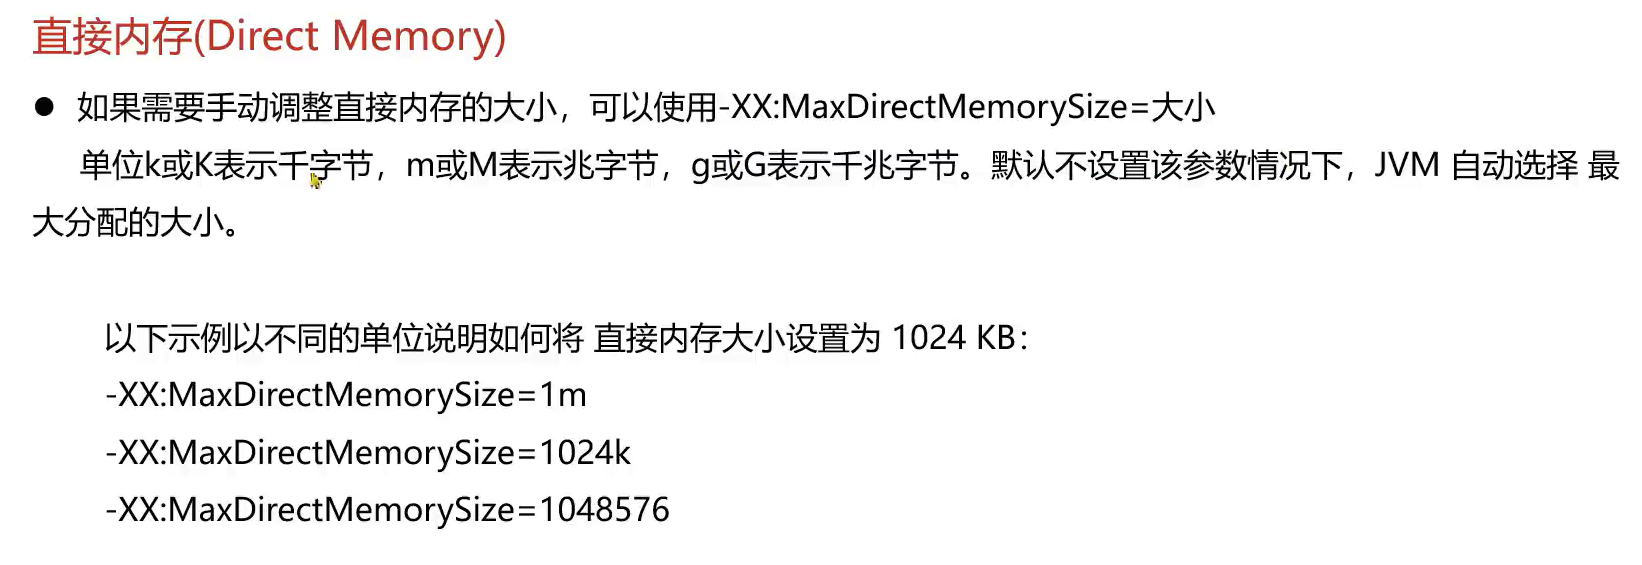 直接内存(Direct Memory)
● 如果需要手动调整直接内存的大小，可以使用-XX:MaxDirectMemorySize=大小
单位k或K表示千字节，m或M表示兆字节，g或G表示千兆字节。默认不设置该参数情况下，JVM 自动选择 最
大分配的大小。
以下示例以不同的单位说明如何将 直接内存大小设置为 1024 KB：
-XX:MaxDirectMemorySize=1m
-XX:MaxDirectMemorySize=1024k
-XX:MaxDirectMemorySize=1048576